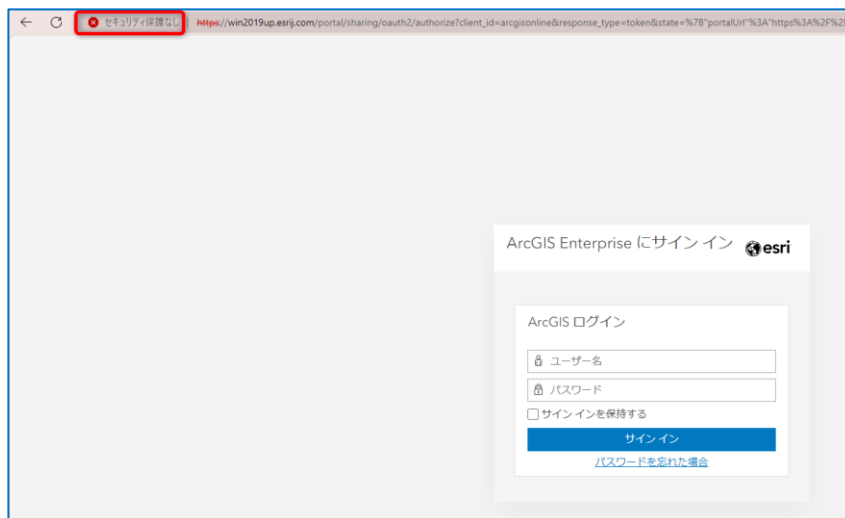 セキュリティ保護なし https://win2019up.esrij.com/portal/sharing/oauth2/authorize?client_id=arcgisonline&response_type=token&state=%7B"portalUrl"%3A"https%3A%2F%2
ArcGIS Enterprise にサイン イン esri
ArcGIS ログイン
ユーザー名
パスワード
サイン インを保持する
サイン イン
パスワードを忘れた場合